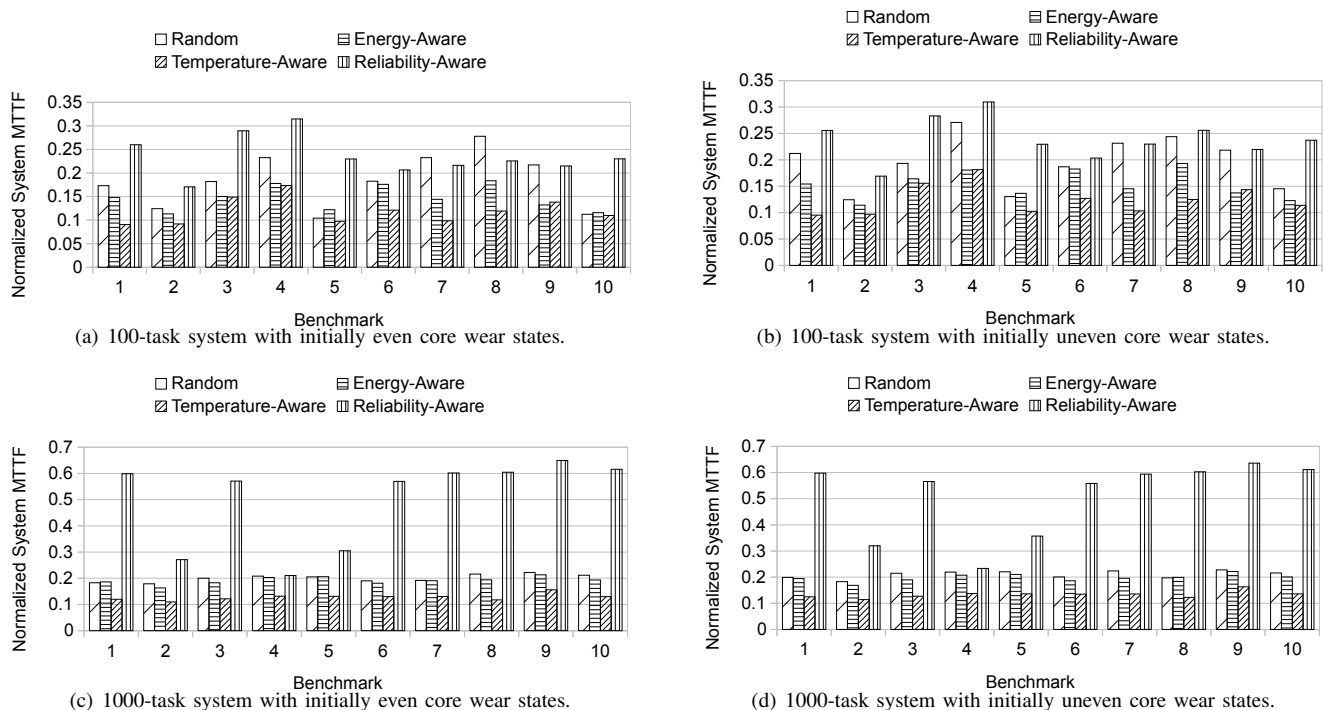 Random
Energy-Aware
Temperature-Aware
Reliability-Aware
Normalized System MTTF
0.35
0.3
0.25
0.2
0.15
0.1
0.05
0
1 2 3 4 5 6 7 8 9 10
Benchmark
(a) 100-task system with initially even core wear states.
Random
Energy-Aware
Temperature-Aware
Reliability-Aware
Normalized System MTTF
0.35
0.3
0.25
0.2
0.15
0.1
0.05
0
1 2 3 4 5 6 7 8 9 10
Benchmark
(b) 100-task system with initially uneven core wear states.
Random
Energy-Aware
Temperature-Aware
Reliability-Aware
Normalized System MTTF
0.7
0.6
0.5
0.4
0.3
0.2
0.1
0
1 2 3 4 5 6 7 8 9 10
Benchmark
(c) 1000-task system with initially even core wear states.
Random
Energy-Aware
Temperature-Aware
Reliability-Aware
Normalized System MTTF
0.7
0.6
0.5
0.4
0.3
0.2
0.1
0
1 2 3 4 5 6 7 8 9 10
Benchmark
(d) 1000-task system with initially uneven core wear states.